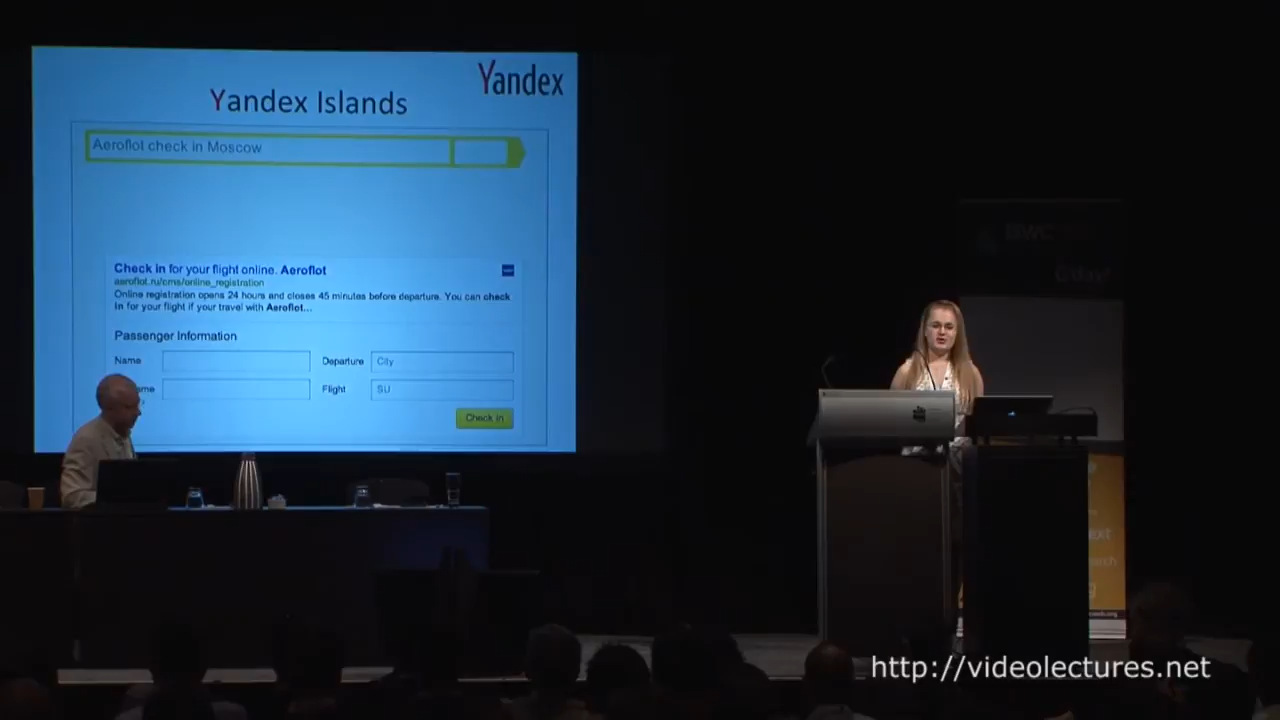 Yandex
Yandex Islands
Aeroflot check in Moscow
Check in for your flight online. Aeroflot
aeroflot.ru/cms/online_registration
Online registration opens 24 hours and closes 45 minutes before departure. You can check
in for your flight if your travel with Aeroflot...
Passenger Information
Name
Departure
City
me
Flight
SU
Check in
http://videolectures.net